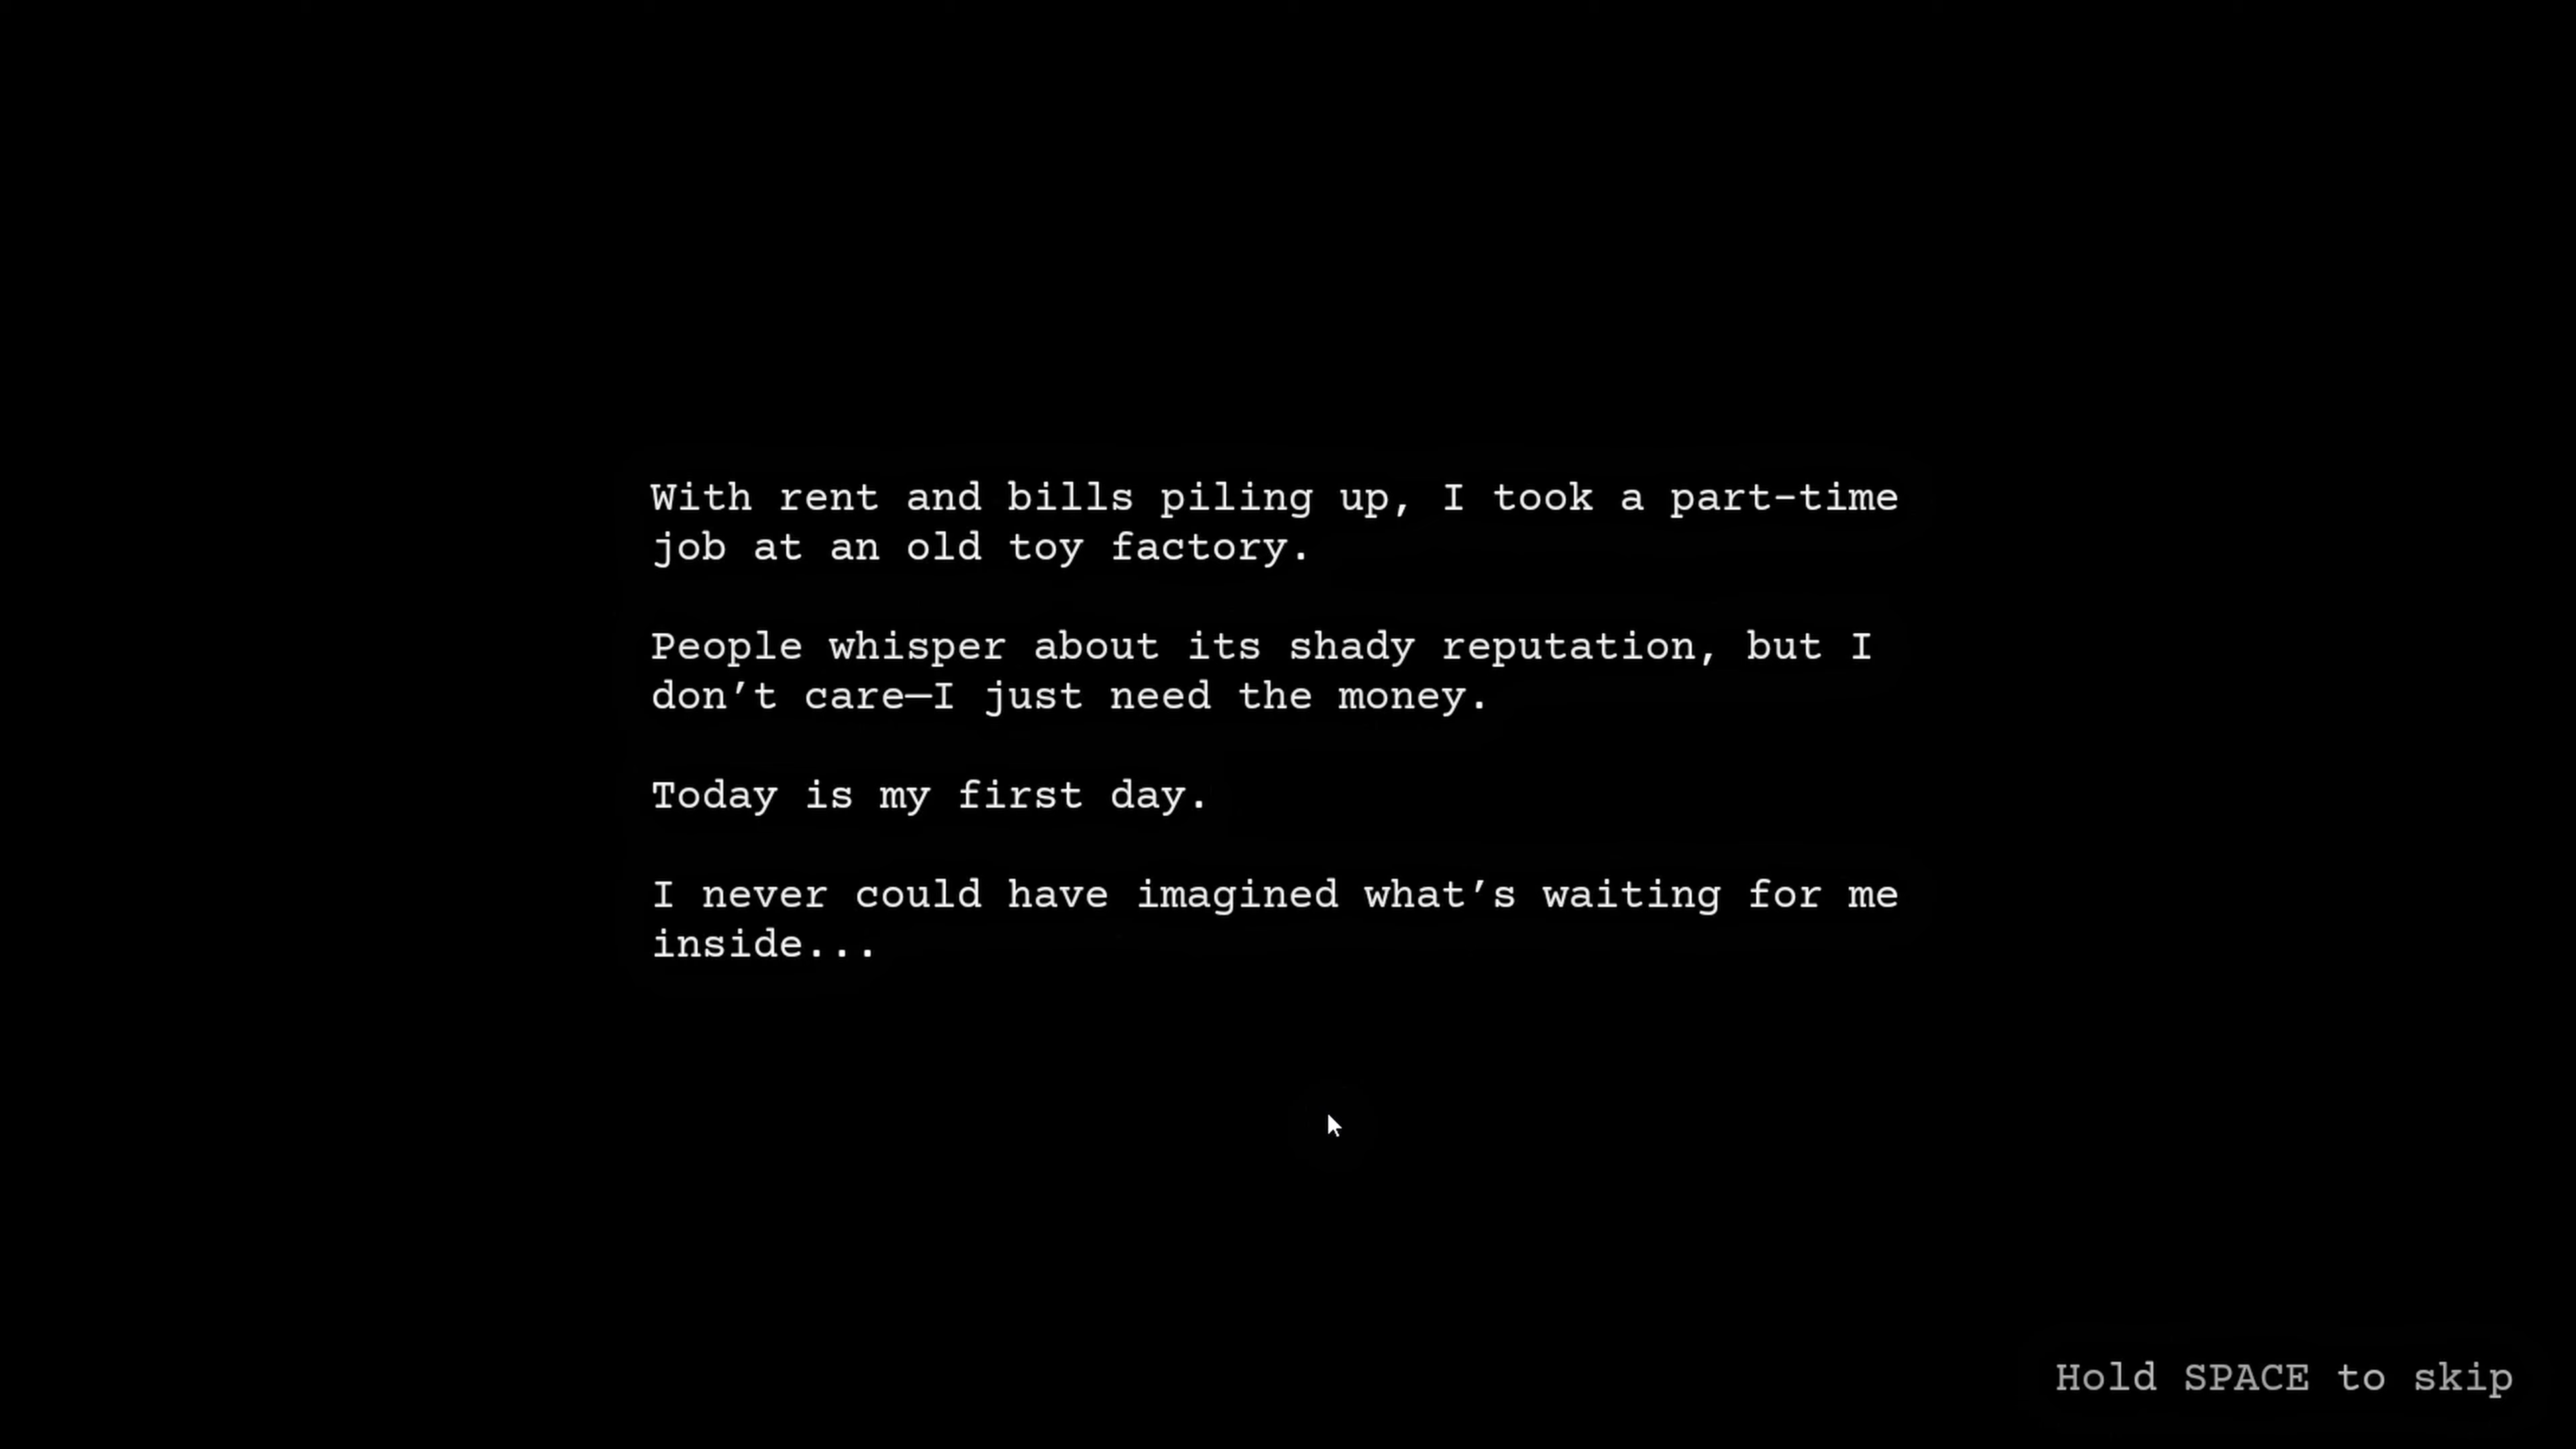 With rent and bills piling up, I took a part-time
job at an old toy factory.
People whisper about its shady reputation, but I
don’t care—I just need the money.
Today is my first day.
I never could have imagined what’s waiting for me
inside...
Hold SPACE to skip